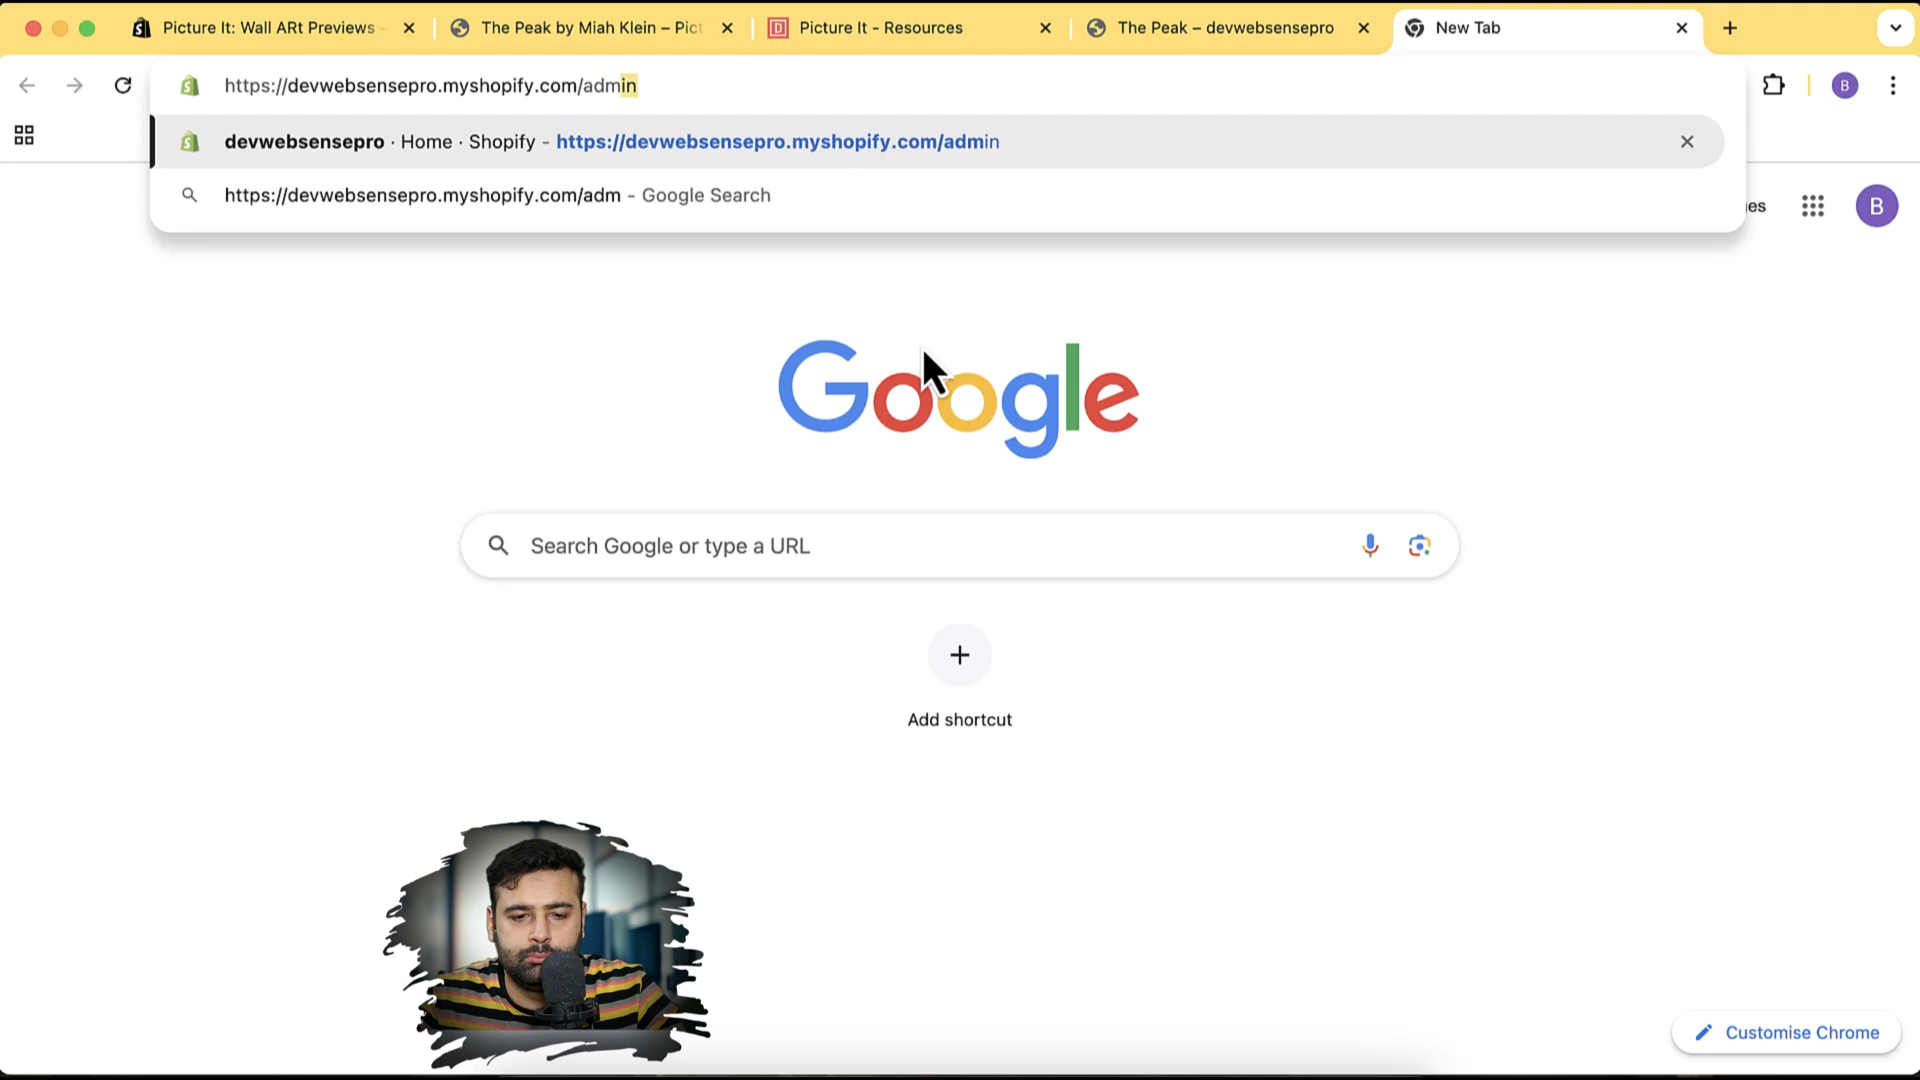 Picture It: Wall ARt Previews -
The Peak by Miah Klein – Pict
Picture It - Resources
The Peak – devwebsensepro
New Tab
https://devwebsensepro.myshopify.com/admin
B
devwebsensepro · Home · Shopify - https://devwebsensepro.myshopify.com/admin
https://devwebsensepro.myshopify.com/adm - Google Search
es
B
Google
Search Google or type a URL
Add shortcut
Customise Chrome